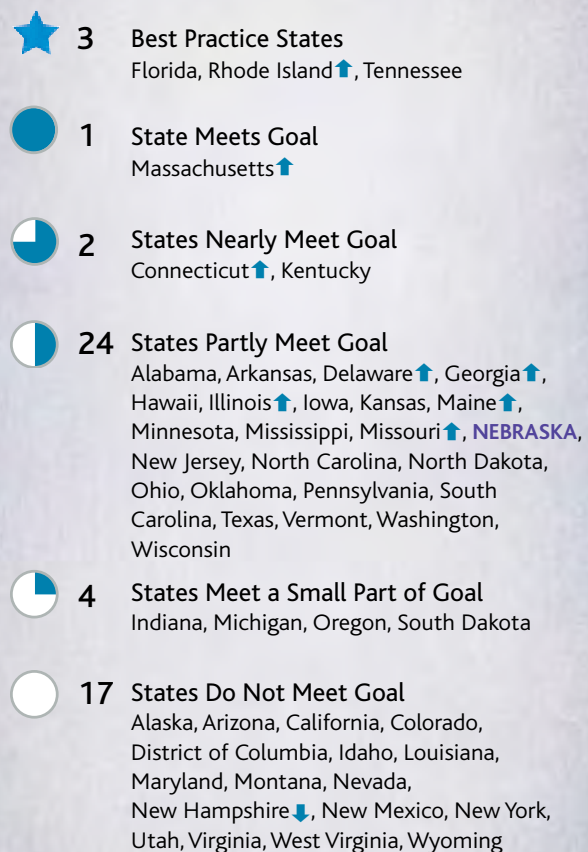 3 Best Practice States
Florida, Rhode Island⬆, Tennessee
1 State Meets Goal
Massachusetts⬆
2 States Nearly Meet Goal
Connecticut⬆, Kentucky
24 States Partly Meet Goal
Alabama, Arkansas, Delaware⬆, Georgia⬆,
Hawaii, Illinois⬆, Iowa, Kansas, Maine⬆,
Minnesota, Mississippi, Missouri⬆, NEBRASKA,
New Jersey, North Carolina, North Dakota,
Ohio, Oklahoma, Pennsylvania, South
Carolina, Texas, Vermont, Washington,
Wisconsin
4 States Meet a Small Part of Goal
Indiana, Michigan, Oregon, South Dakota
17 States Do Not Meet Goal
Alaska, Arizona, California, Colorado,
District of Columbia, Idaho, Louisiana,
Maryland, Montana, Nevada,
New Hampshire⬇, New Mexico, New York,
Utah, Virginia, West Virginia, Wyoming